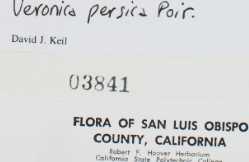 Veronica persica Poir.
David J. Keil
03841
FLORA OF SAN LUIS OBISPO
COUNTY, CALIFORNIA
Robert F. Hoover Herbarium
California State Polytechnic College